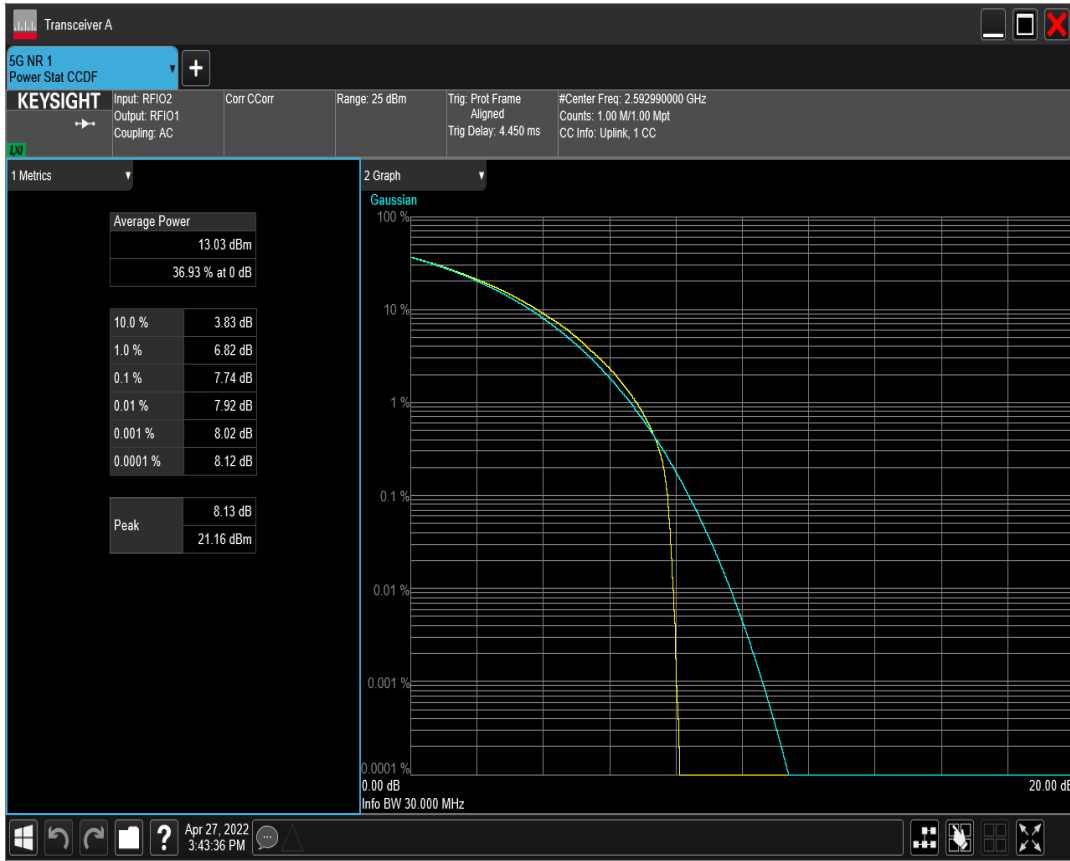 Transceiver A
5G NR 1
Power Stat CCDF
+
KEYSIGHT
LXI
Input: RFIO2
Output: RFIO1
Coupling: AC
Corr CCorr
Range: 25 dBm
Trig: Prot Frame
Aligned
Trig Delay: 4.450 ms
#Center Freq: 2.592990000 GHz
Counts: 1.00 M/1.00 Mpt
CC Info: Uplink, 1 CC
1 Metrics
Average Power
13.03 dBm
36.93 % at 0 dB
10.0 % 3.83 dB
1.0 % 6.82 dB
0.1 % 7.74 dB
0.01 % 7.92 dB
0.001 % 8.02 dB
0.0001 % 8.12 dB
Peak 8.13 dB
21.16 dBm
2 Graph
Gaussian
100 %
10 %
1 %
0.1 %
0.01 %
0.001 %
0.0001 %
0.00 dB 20.00 dB
Info BW 30.000 MHz
?
Apr 27, 2022
3:43:36 PM